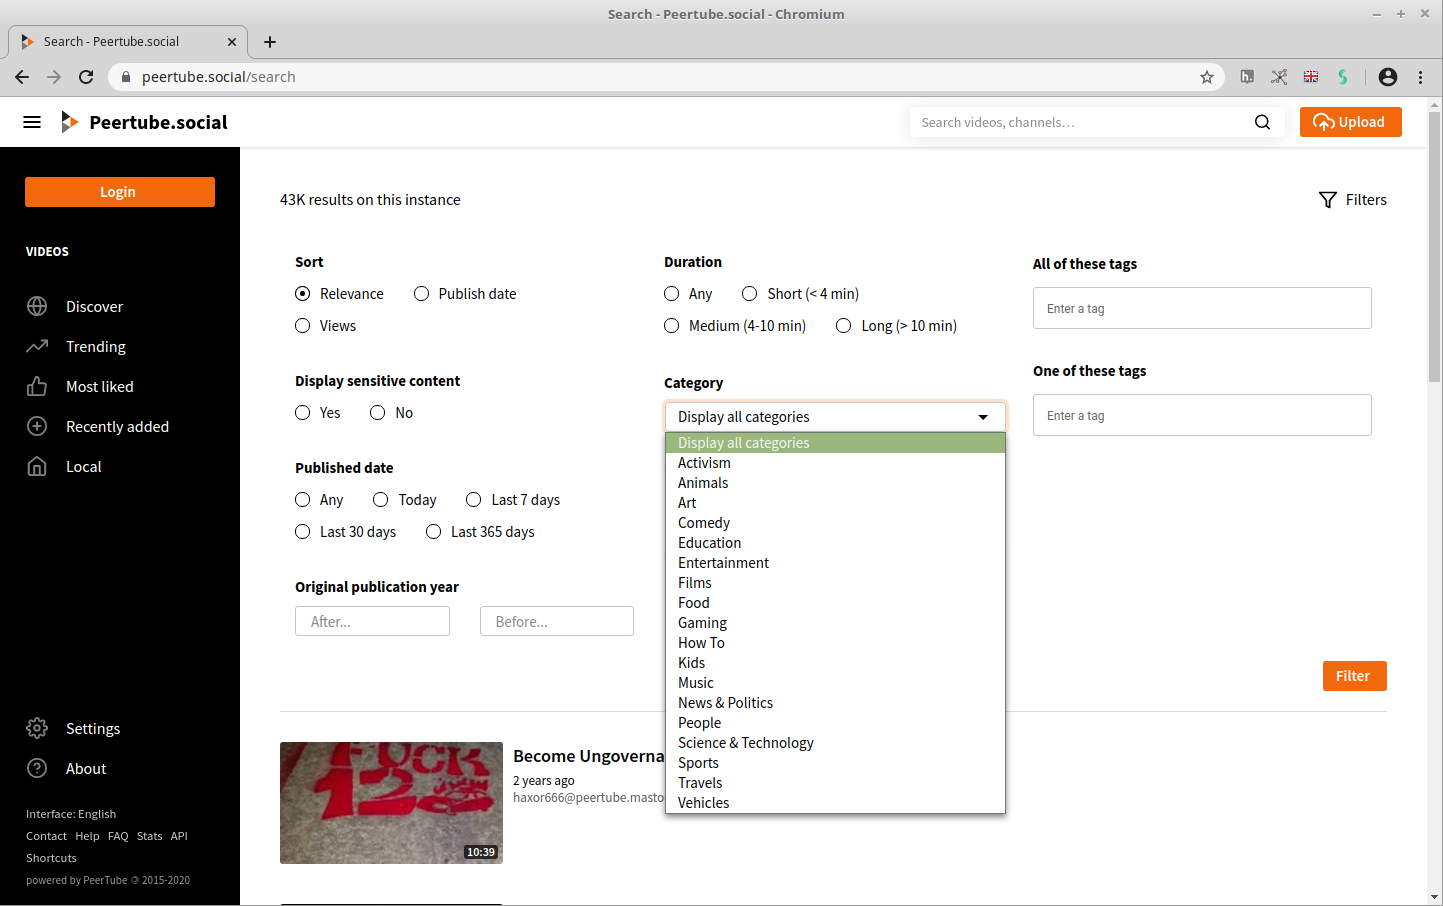 Search - Peertube.social - Chromium
Search - Peertube.social
peertube.social/search
Peertube.social
Search videos, channels…
Upload
Login
VIDEOS
Discover
Trending
Most liked
Recently added
Local
Settings
About
Interface: English
Contact Help FAQ Stats API
Shortcuts
powered by PeerTube © 2015-2020
43K results on this instance
Filters
Sort
Relevance Publish date
Views
Display sensitive content
Yes No
Published date
Any Today Last 7 days
Last 30 days Last 365 days
Original publication year
After... Before...
Duration
Any Short (< 4 min)
Medium (4-10 min) Long (> 10 min)
Category
Display all categories
Display all categories
Activism
Animals
Art
Comedy
Education
Entertainment
Films
Food
Gaming
How To
Kids
Music
News & Politics
People
Science & Technology
Sports
Travels
Vehicles
All of these tags
Enter a tag
One of these tags
Enter a tag
Filter
FUCK
12
10:39
Become Ungoverna
2 years ago
haxor666@peertube.masto